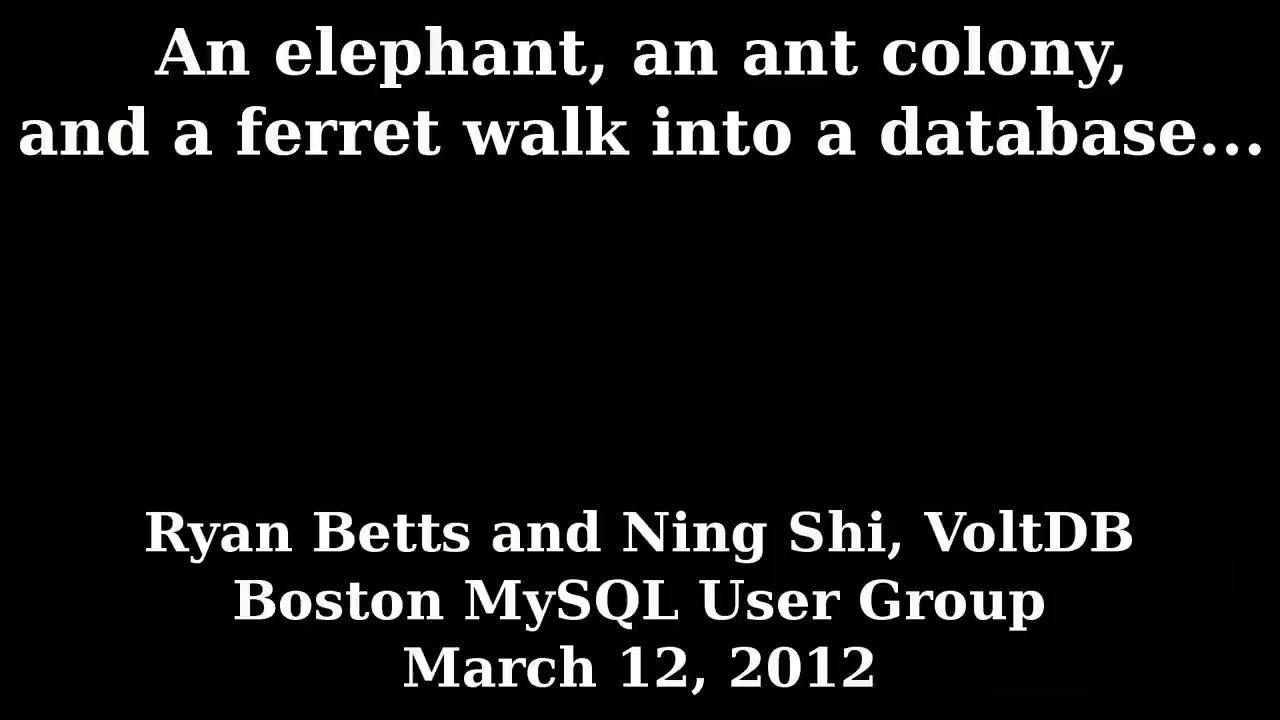 An elephant, an ant colony,
and a ferret walk into a database...
Ryan Betts and Ning Shi, VoltDB
Boston MySQL User Group
March 12, 2012